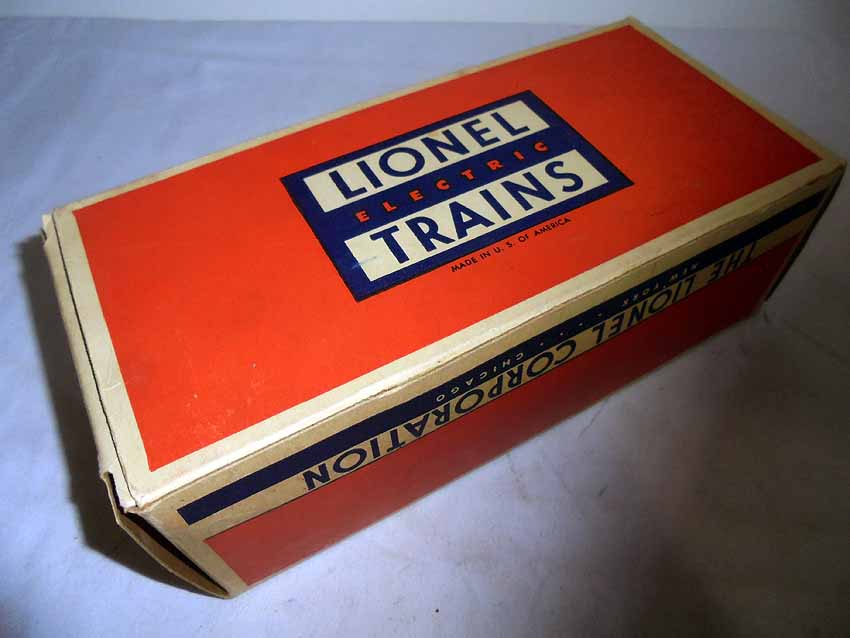 LIONEL
ELECTRIC
TRAINS
MADE IN U. S. OF AMERICA
THE LIONEL CORPORATION
NEW YORK . . . . . CHICAGO